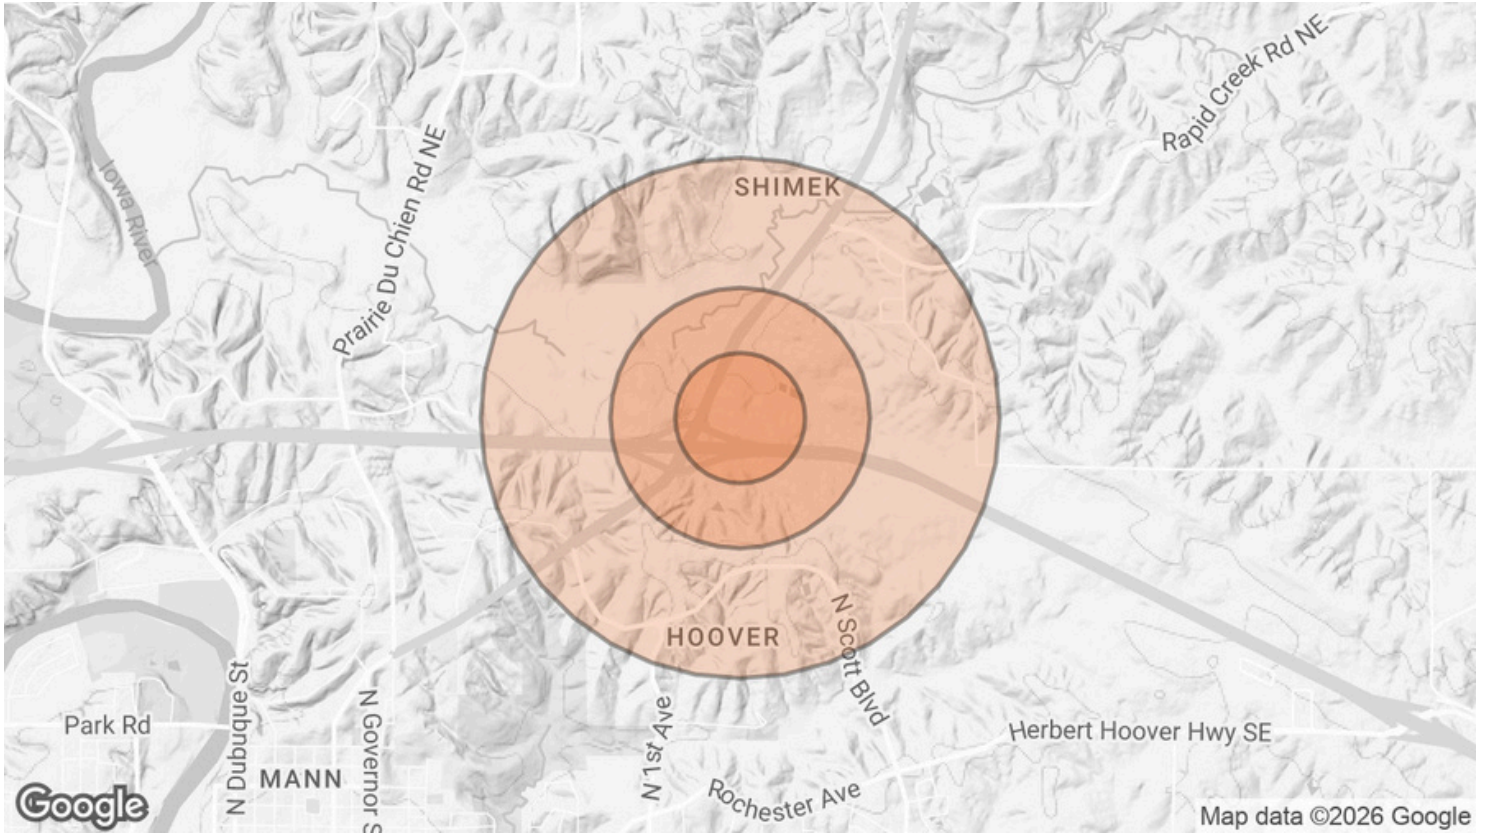 Rapid Creek Rd NE
Prairie Du Chien Rd NE
Iowa River
SHIMEK
HOOVER
N Scott Blvd
N Dubuque St
N Governor S
Park Rd
MANN
N 1st Ave
Rochester Ave
Herbert Hoover Hwy SE
Google
Map data ©2026 Google